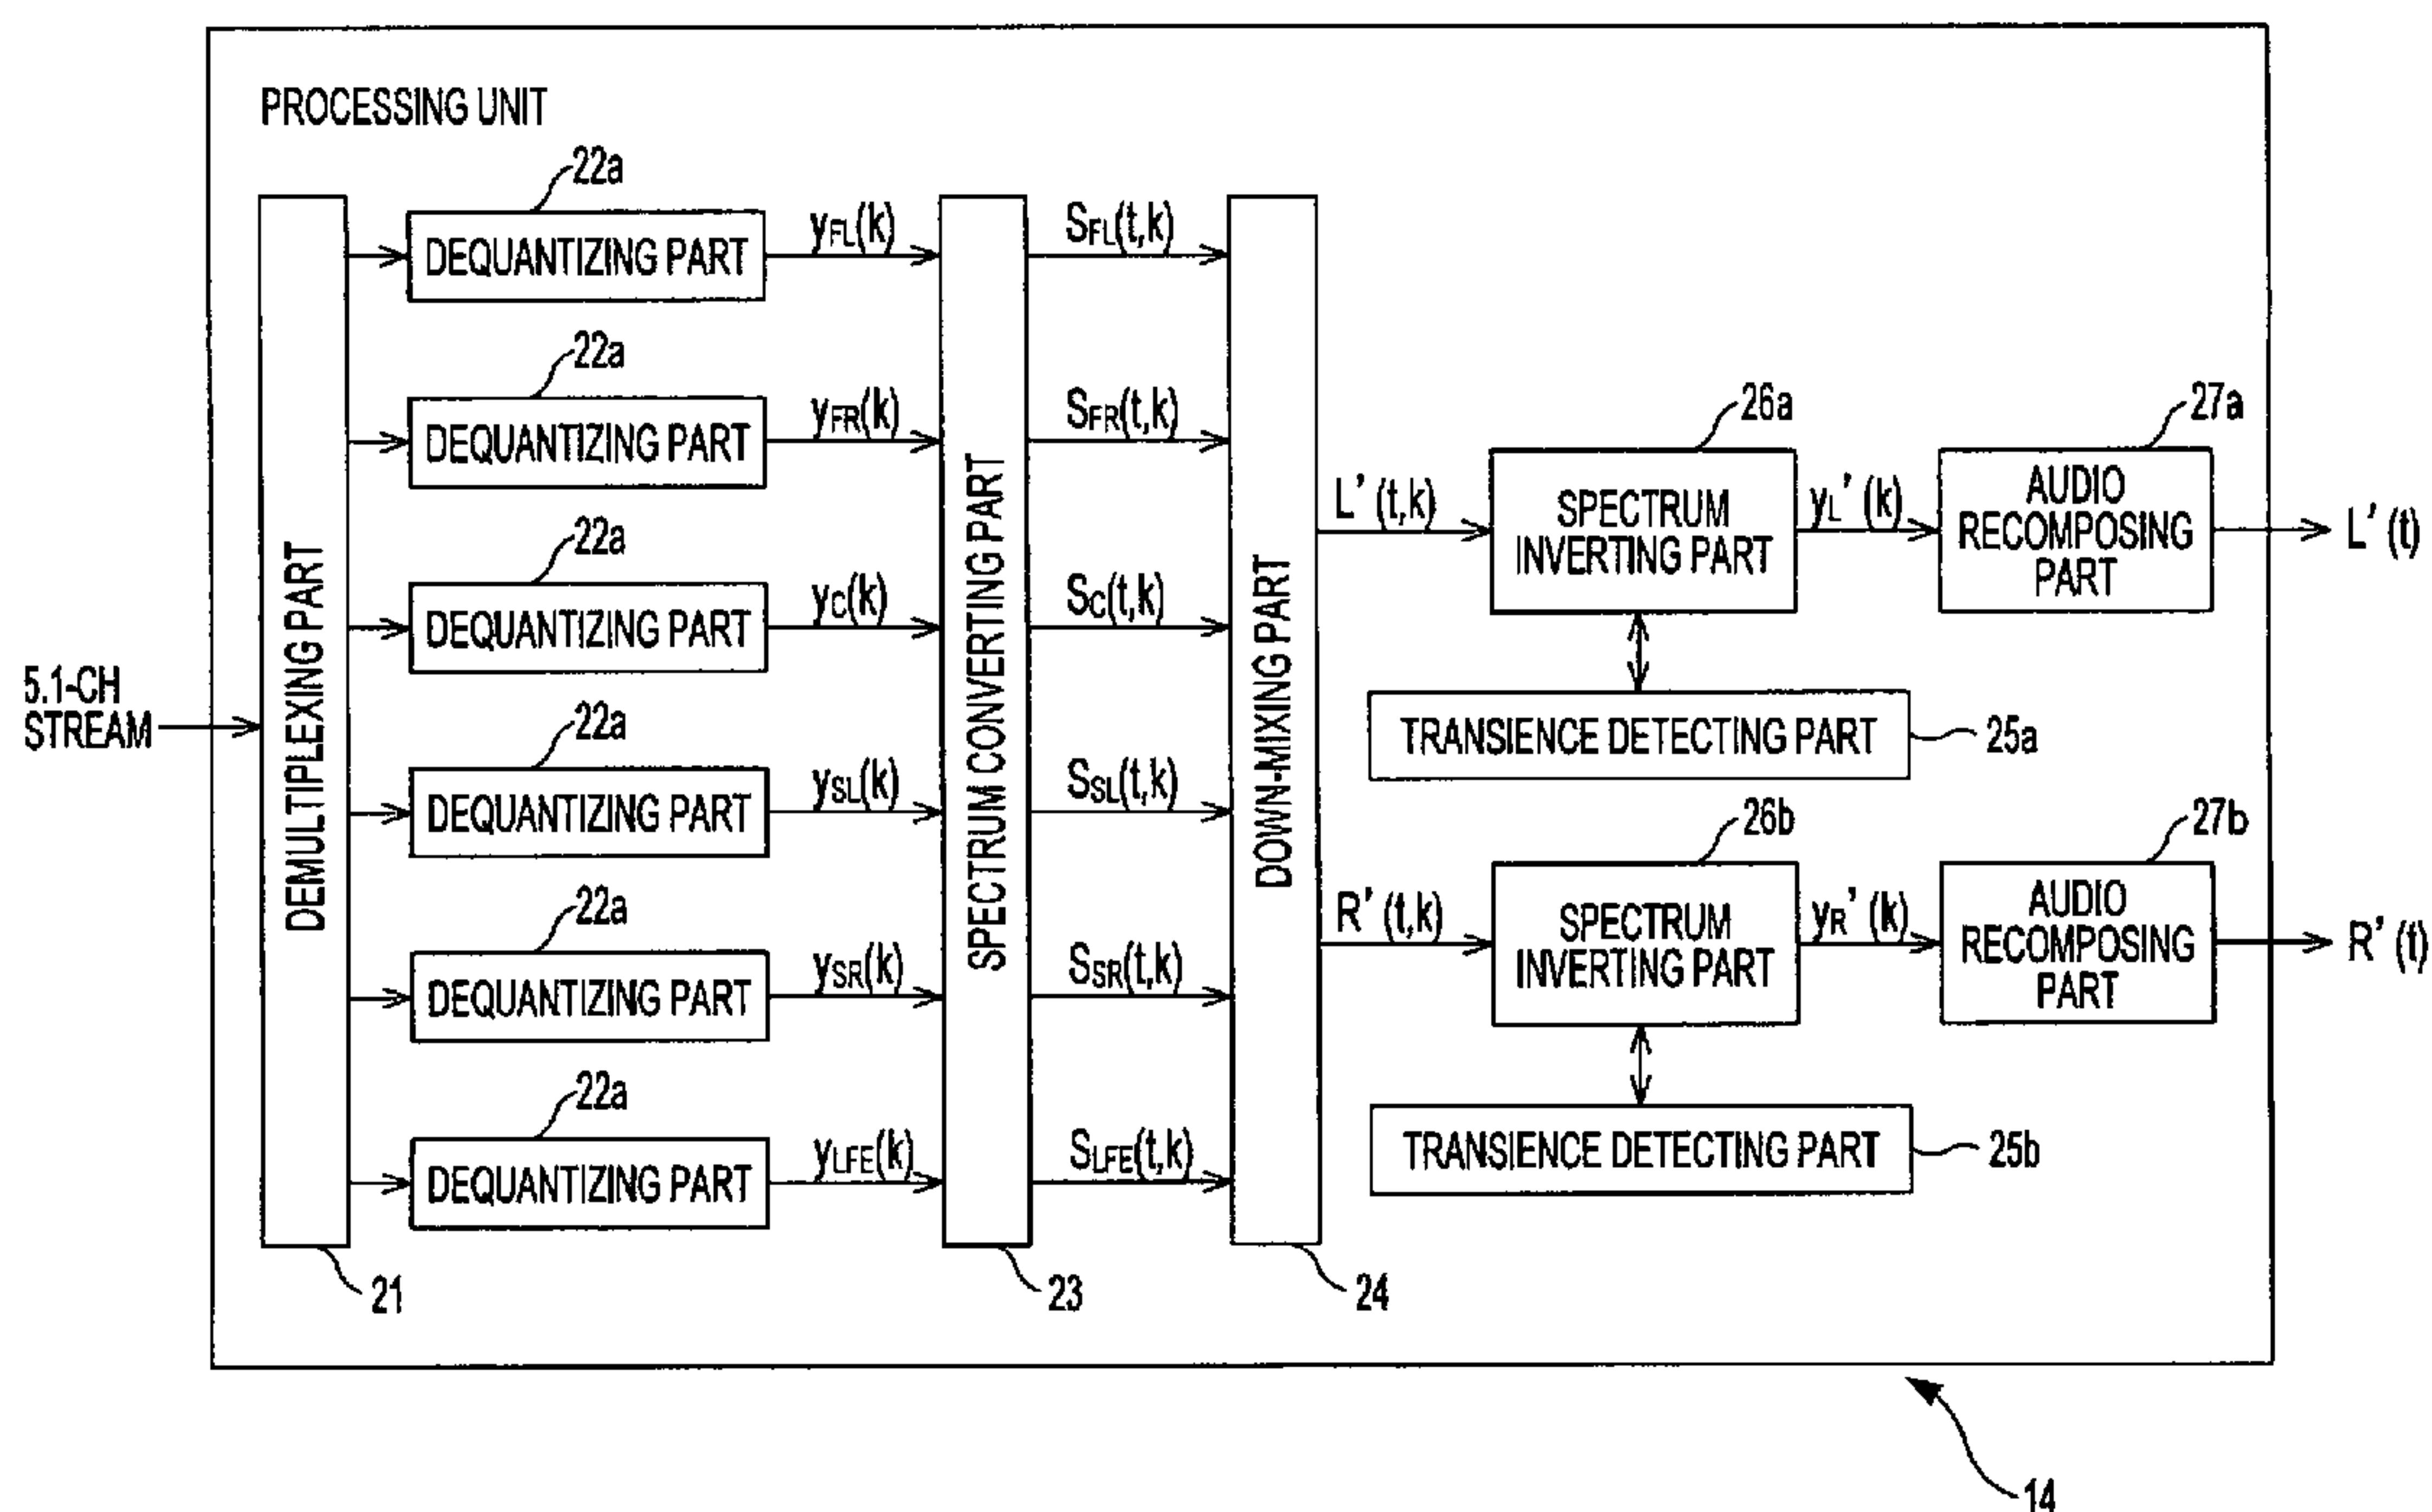 PROCESSING UNIT
5.1-CH
STREAM
DEMULTIPLEXING PART
21
22a
DEQUANTIZING PART
yFL(k)
22a
DEQUANTIZING PART
yFR(k)
22a
DEQUANTIZING PART
yC(k)
22a
DEQUANTIZING PART
ySL(k)
22a
DEQUANTIZING PART
ySR(k)
22a
DEQUANTIZING PART
yLFE(k)
SPECTRUM CONVERTING PART
23
SFL(t,k)
SFR(t,k)
SC(t,k)
SSL(t,k)
SSR(t,k)
SLFE(t,k)
DOWN-MIXING PART
24
L'(t,k)
26a
SPECTRUM
INVERTING PART
yL'(k)
27a
AUDIO
RECOMPOSING
PART
L'(t)
TRANSIENCE DETECTING PART
25a
R'(t,k)
26b
SPECTRUM
INVERTING PART
yR'(k)
27b
AUDIO
RECOMPOSING
PART
R'(t)
TRANSIENCE DETECTING PART
25b
14